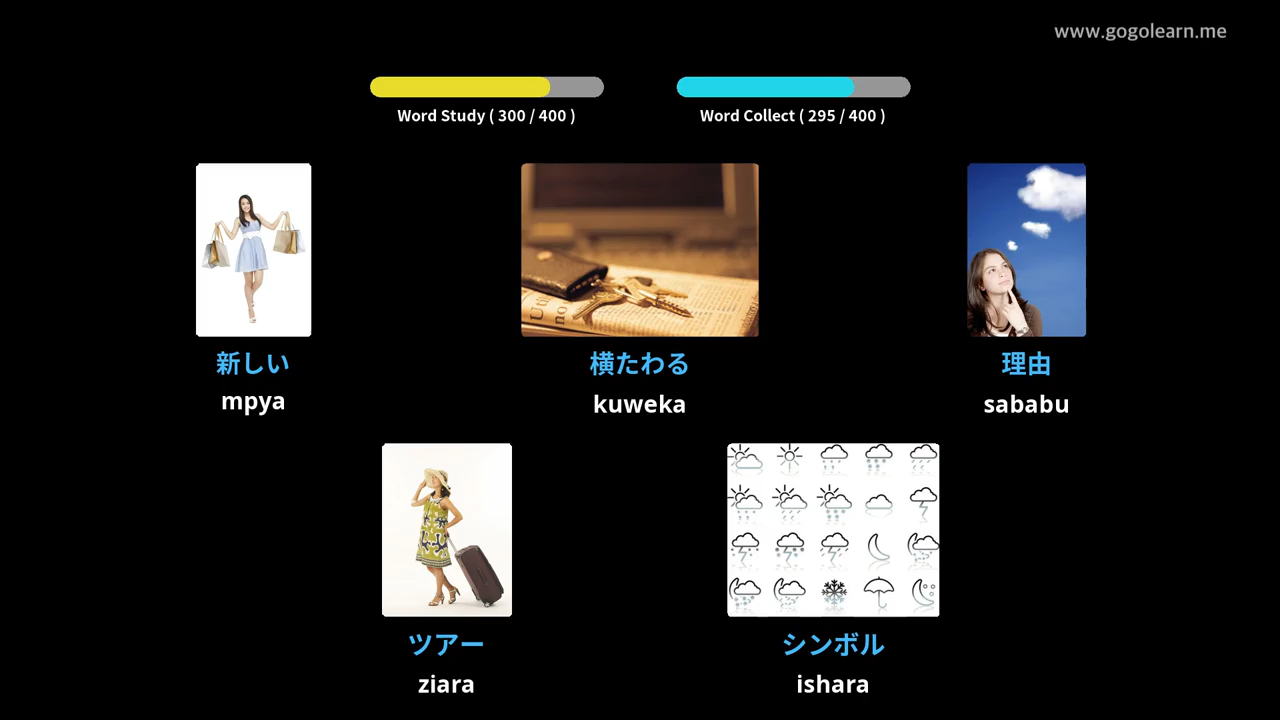 www.gogolearn.me
Word Study ( 300 / 400 )
Word Collect ( 295 / 400 )
新しい
mpya
横たわる
kuweka
理由
sababu
ツアー
ziara
シンボル
ishara